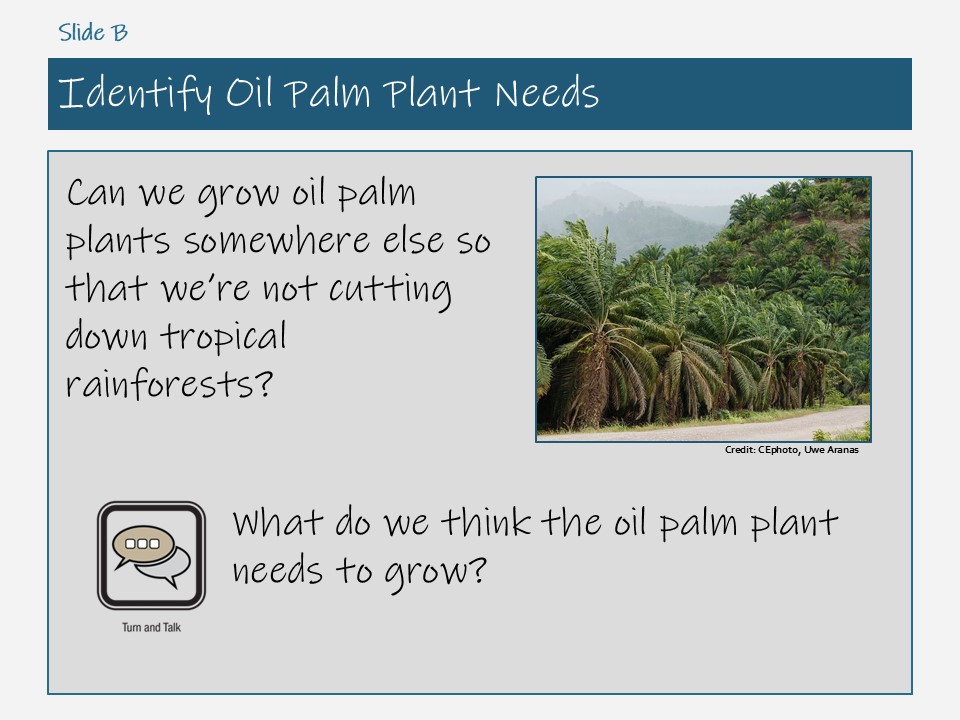 Slide B
Identify Oil Palm Plant Needs
Can we grow oil palm
plants somewhere else so
that we’re not cutting
down tropical
rainforests?
Credit: CEphoto, Uwe Aranas
What do we think the oil palm plant
needs to grow?
Turn and Talk